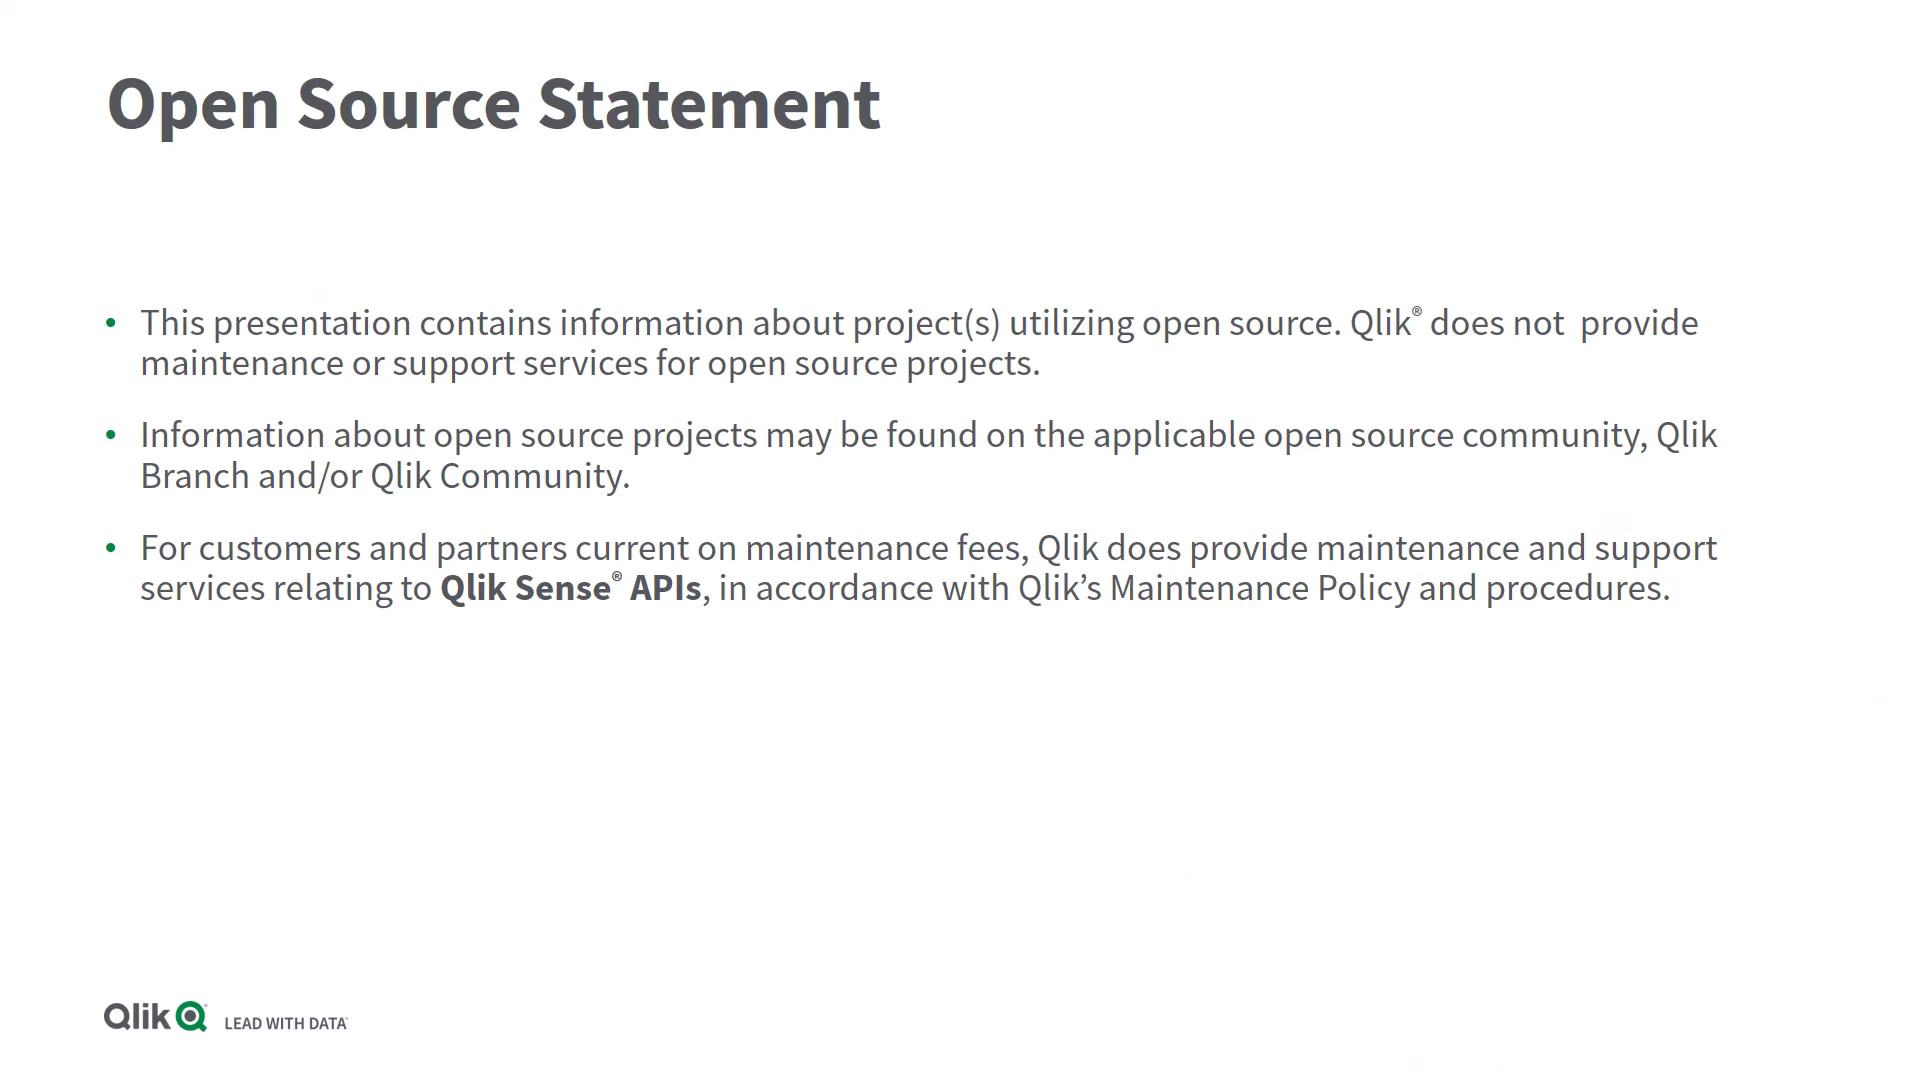 Open Source Statement
• This presentation contains information about project(s) utilizing open source. Qlik® does not  provide
maintenance or support services for open source projects.
• Information about open source projects may be found on the applicable open source community, Qlik
Branch and/or Qlik Community.
• For customers and partners current on maintenance fees, Qlik does provide maintenance and support
services relating to Qlik Sense® APIs, in accordance with Qlik’s Maintenance Policy and procedures.
Qlik LEAD WITH DATA